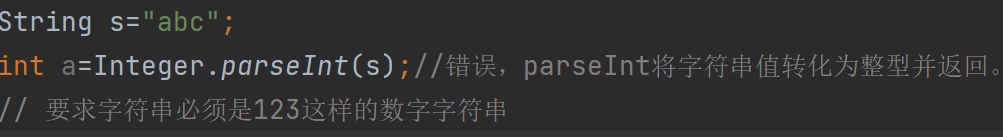 String s="abc";
int a=Integer.parseInt(s);//错误，parseInt将字符串值转化为整型并返回。
// 要求字符串必须是123这样的数字字符串